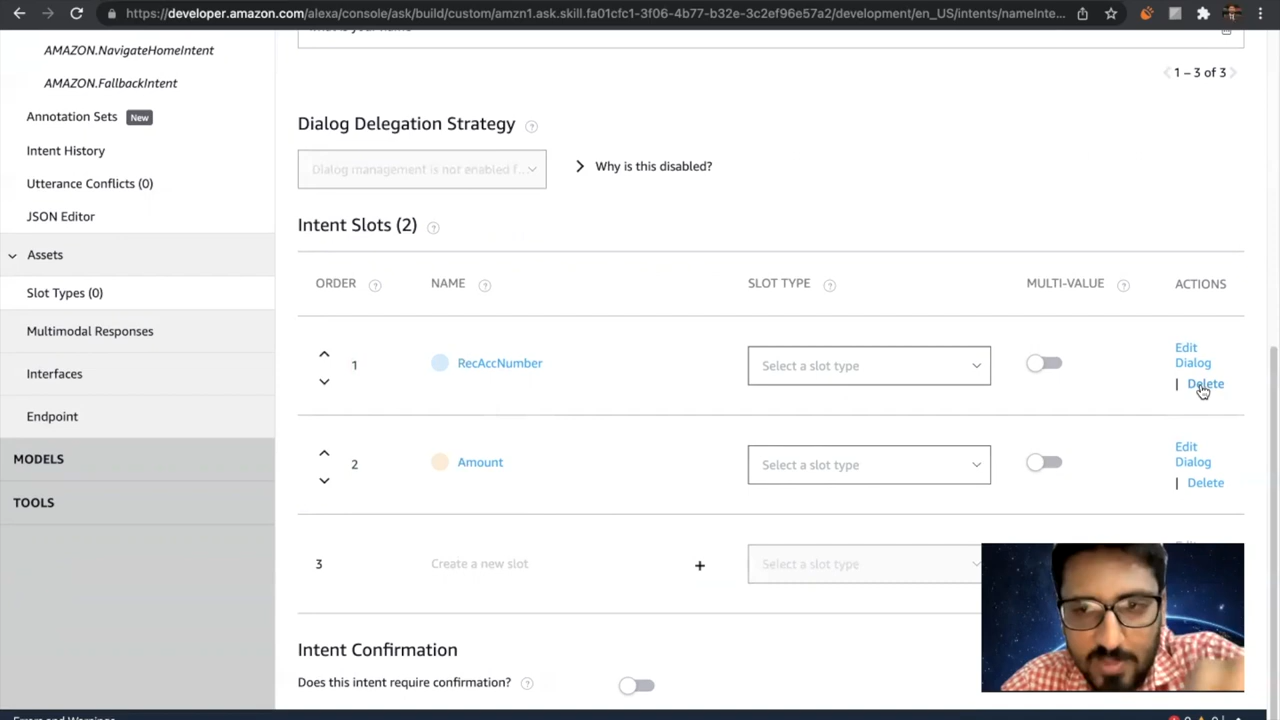 https://developer.amazon.com/alexa/console/ask/build/custom/amzn1.ask.skill.fa01cfc1-3f06-4b77-b32e-3c2ef96e57a2/development/en_US/intents/nameInte...
AMAZON.NavigateHomeIntent
AMAZON.FallbackIntent
Annotation Sets New
Intent History
Utterance Conflicts (0)
JSON Editor
Assets
Slot Types (0)
Multimodal Responses
Interfaces
Endpoint
MODELS
TOOLS
1 – 3 of 3
Dialog Delegation Strategy
Dialog management is not enabled f...
Why is this disabled?
Intent Slots (2)
ORDER NAME SLOT TYPE MULTI-VALUE ACTIONS
1 RecAccNumber Select a slot type Edit Dialog | Delete
2 Amount Select a slot type Edit Dialog | Delete
3 Create a new slot + Select a slot type
Intent Confirmation
Does this intent require confirmation?